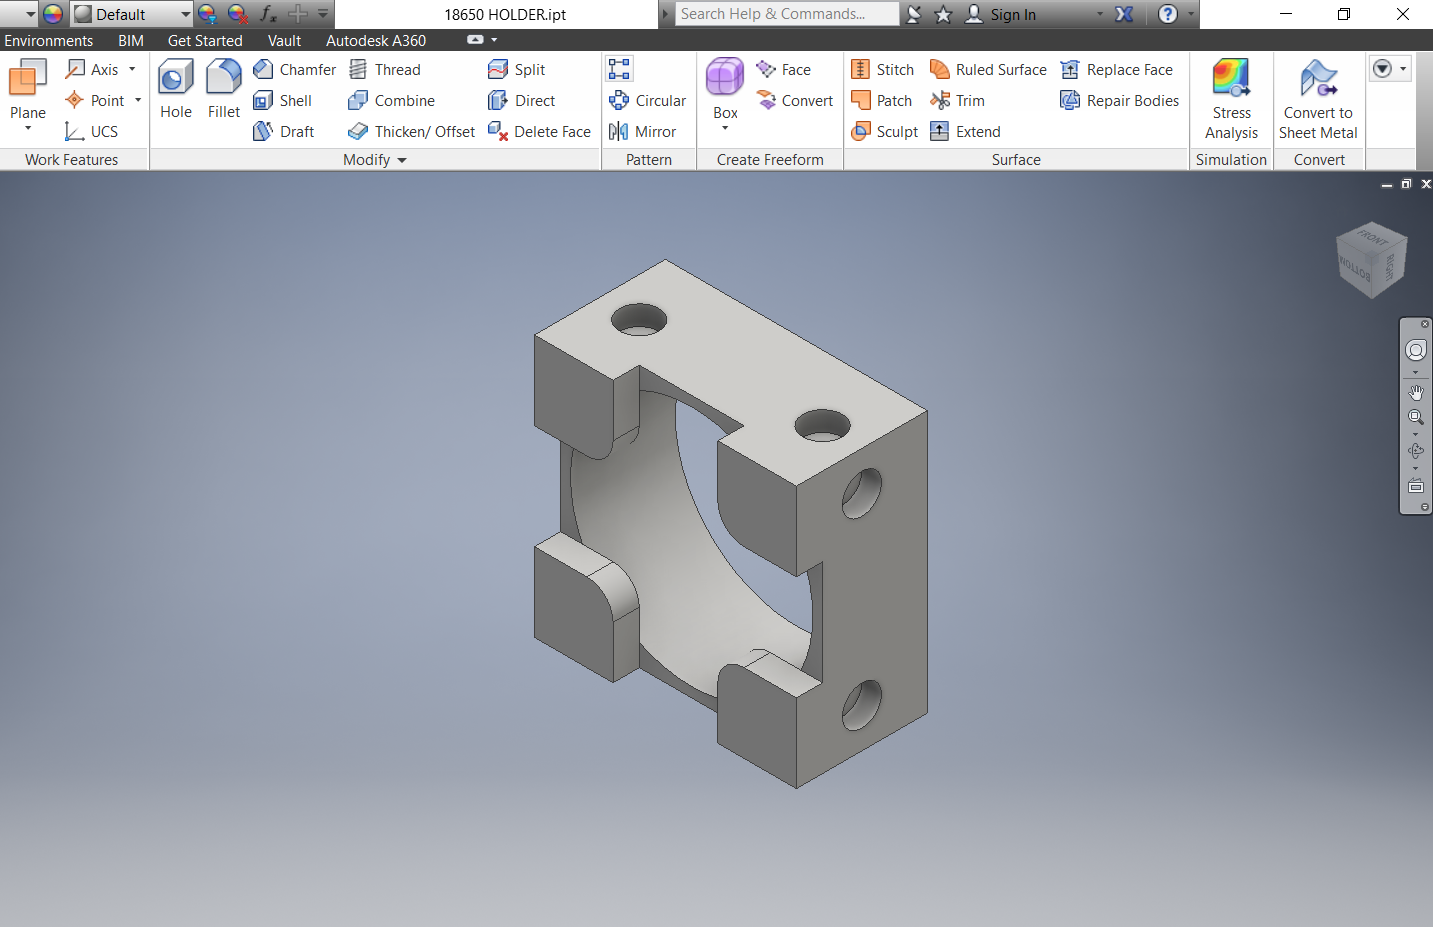 Default
18650 HOLDER.ipt
Search Help & Commands...
Sign In
Environments BIM Get Started Vault Autodesk A360
Axis Chamfer Thread Split Face Stitch Ruled Surface Replace Face
Point Shell Combine Direct Circular Convert Patch Trim Repair Bodies
Plane UCS Hole Fillet Draft Thicken/ Offset Delete Face Mirror Box Sculpt Extend
Stress Analysis
Convert to Sheet Metal
Work Features Modify Pattern Create Freeform Surface Simulation Convert
FRONT
BOTTOM
RIGHT